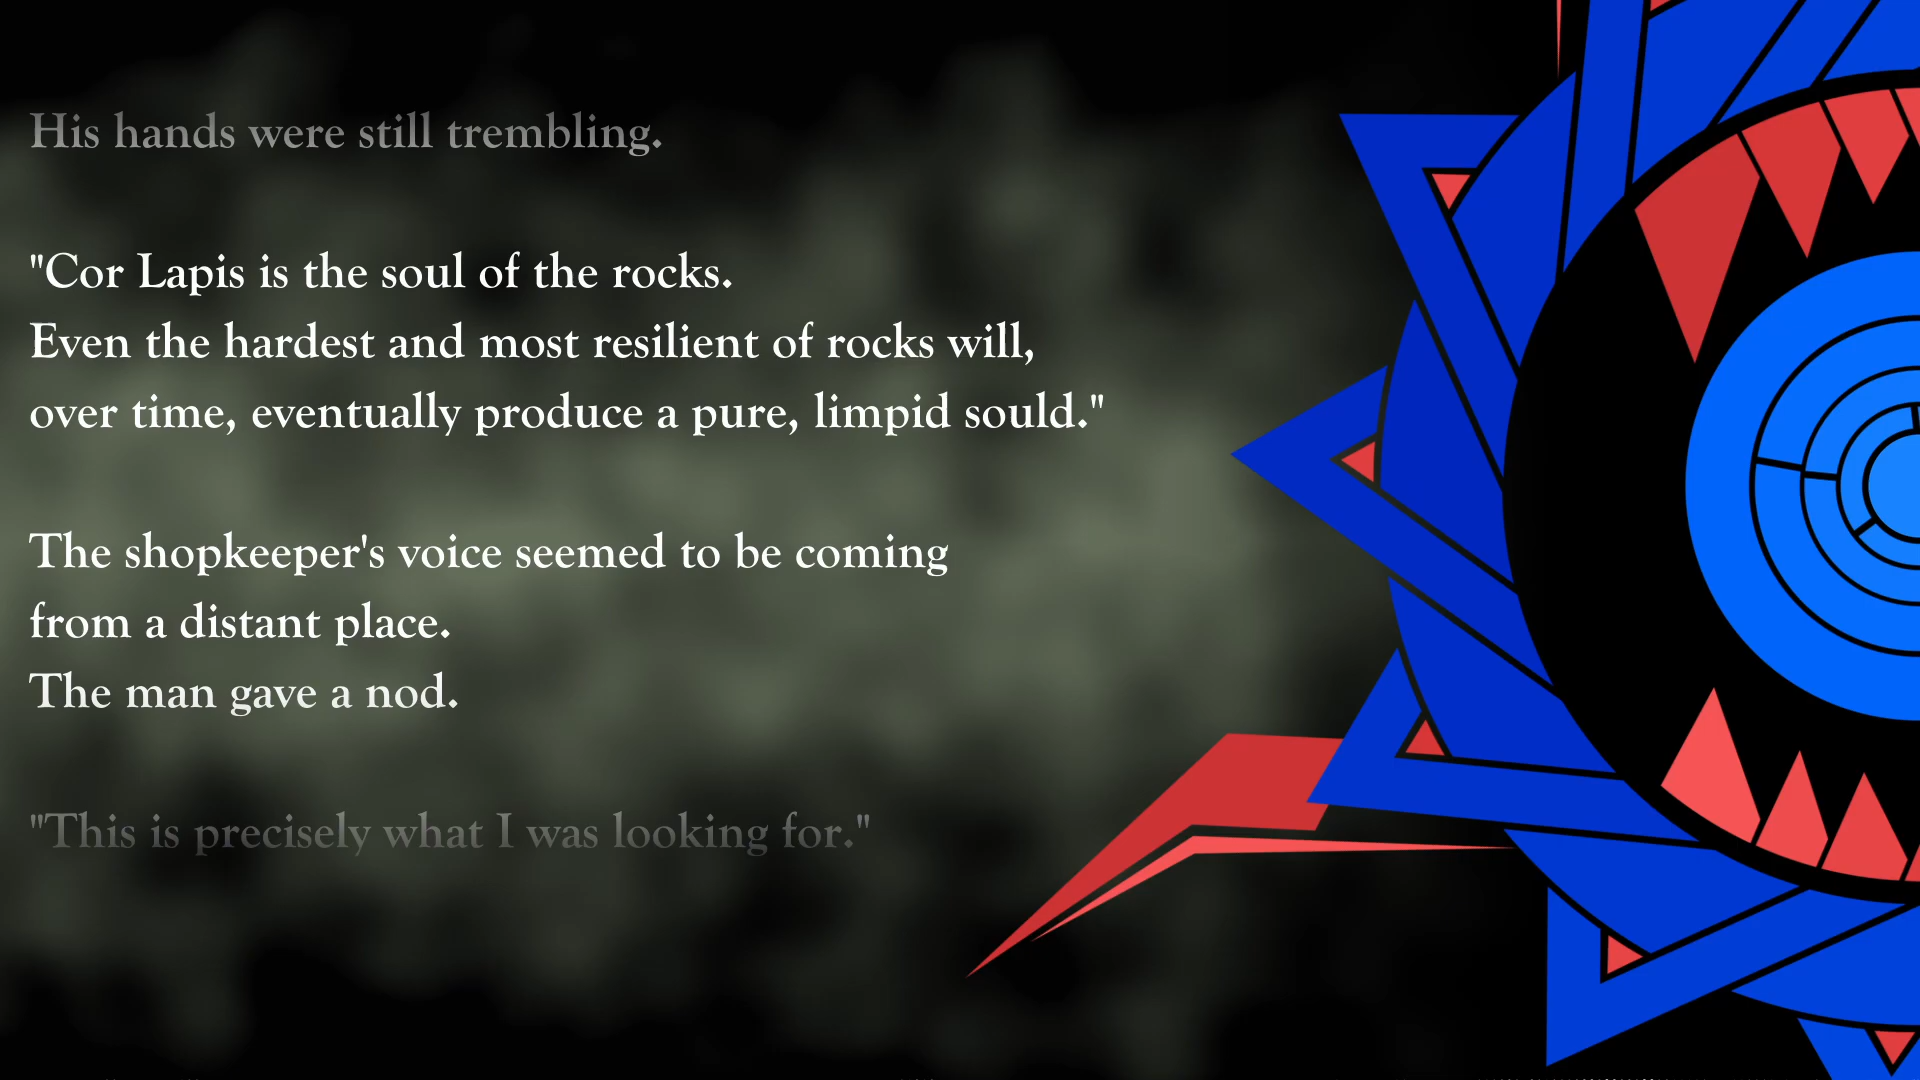 His hands were still trembling.
"Cor Lapis is the soul of the rocks.
Even the hardest and most resilient of rocks will,
over time, eventually produce a pure, limpid sould."
The shopkeeper's voice seemed to be coming
from a distant place.
The man gave a nod.
"This is precisely what I was looking for."